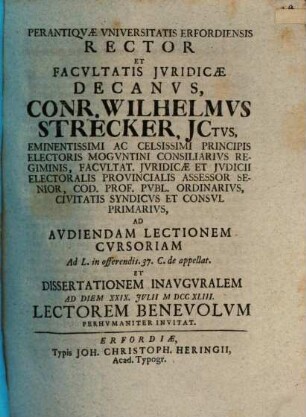 PERANTIQVÆ VNIVERSITATIS ERFORDIENSIS
RECTOR
ET
FACVLTATIS JVRIDICÆ
DECANVS,
CONR. WILHELMVS
STRECKER, JCTVS,
EMINENTISSIMI AC CELSISSIMI PRINCIPIS
ELECTORIS MOGVNTINI CONSILIARIVS RE-
GIMINIS, FACVLTAT. JVRIDICÆ ET JVDICII
ELECTORALIS PROVINCIALIS ASSESSOR SE-
NIOR, COD. PROF. PVBL. ORDINARIVS,
CIVITATIS SYNDICVS ET CONSVL
PRIMARIVS,
AD
AVDIENDAM LECTIONEM
CVRSORIAM
Ad L. in offerendis. 37. C. de appellat.
ET
DISSERTATIONEM INAVGVRALEM
AD DIEM XXIX. JVLII M DCC XLIII.
LECTOREM BENEVOLVM
PERHVMANITER INVITAT.
ERFORDIÆ,
Typis JOH. CHRISTOPH. HERINGII,
Acad. Typogr.